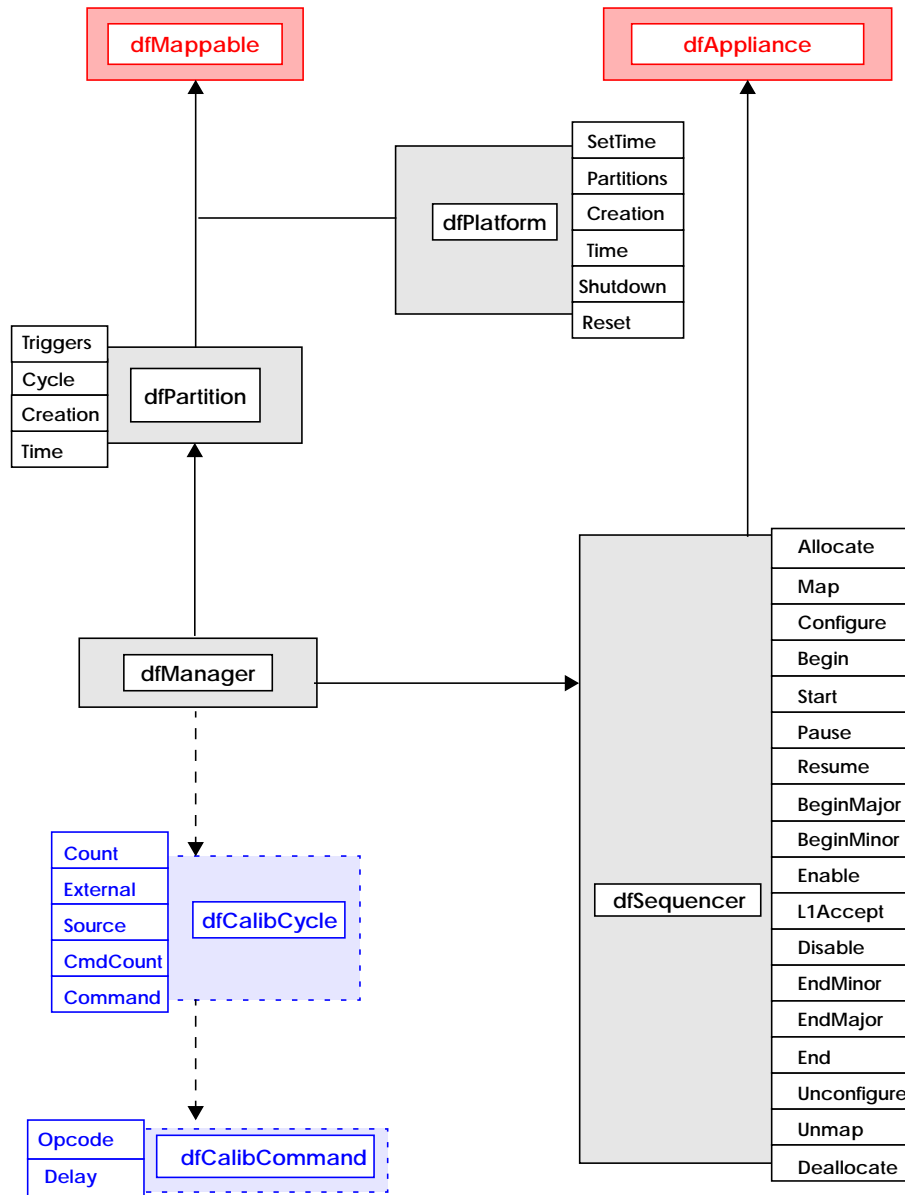 dfMappable
dfAppliance
SetTime
Partitions
Creation
Time
Shutdown
Reset
dfPlatform
Triggers
Cycle
Creation
Time
dfPartition
dfManager
Allocate
Map
Configure
Begin
Start
Pause
Resume
BeginMajor
BeginMinor
Enable
L1Accept
Disable
EndMinor
EndMajor
End
Unconfigure
Unmap
Deallocate
dfSequencer
Count
External
Source
CmdCount
Command
dfCalibCycle
Opcode
Delay
dfCalibCommand